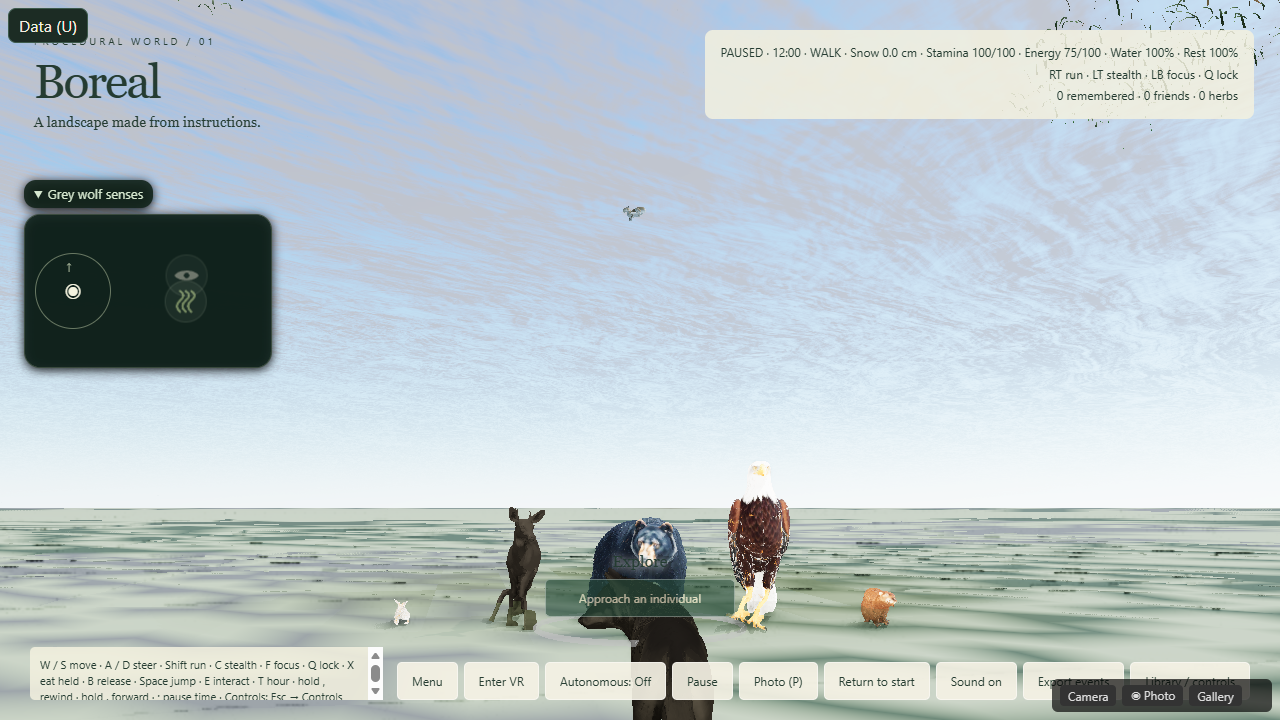 Data (U)
PROCEDURAL WORLD / 01
Boreal
A landscape made from instructions.
PAUSED · 12:00 · WALK · Snow 0.0 cm · Stamina 100/100 · Energy 75/100 · Water 100% · Rest 100%
RT run · LT stealth · LB focus · Q lock
0 remembered · 0 friends · 0 herbs
▼ Grey wolf senses
↑
Explore
Approach an individual
W / S move · A / D steer · Shift run · C stealth · F focus · Q lock · X
eat held · B release · Space jump · E interact · T hour · hold ,
rewind · hold . forward · ; pause time · Controls: Esc → Controls
Menu
Enter VR
Autonomous: Off
Pause
Photo (P)
Return to start
Sound on
Export events
Library / controls
Camera
◉ Photo
Gallery